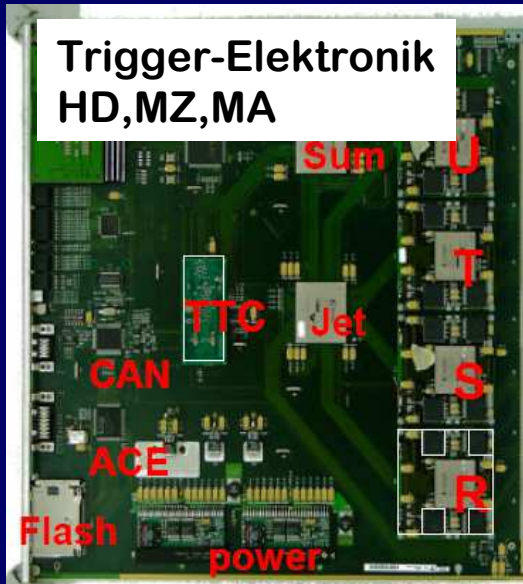 Trigger-Elektronik
HD,MZ,MA
Sum
U
TTC
Jet
T
CAN
S
ACE
R
Flash
power